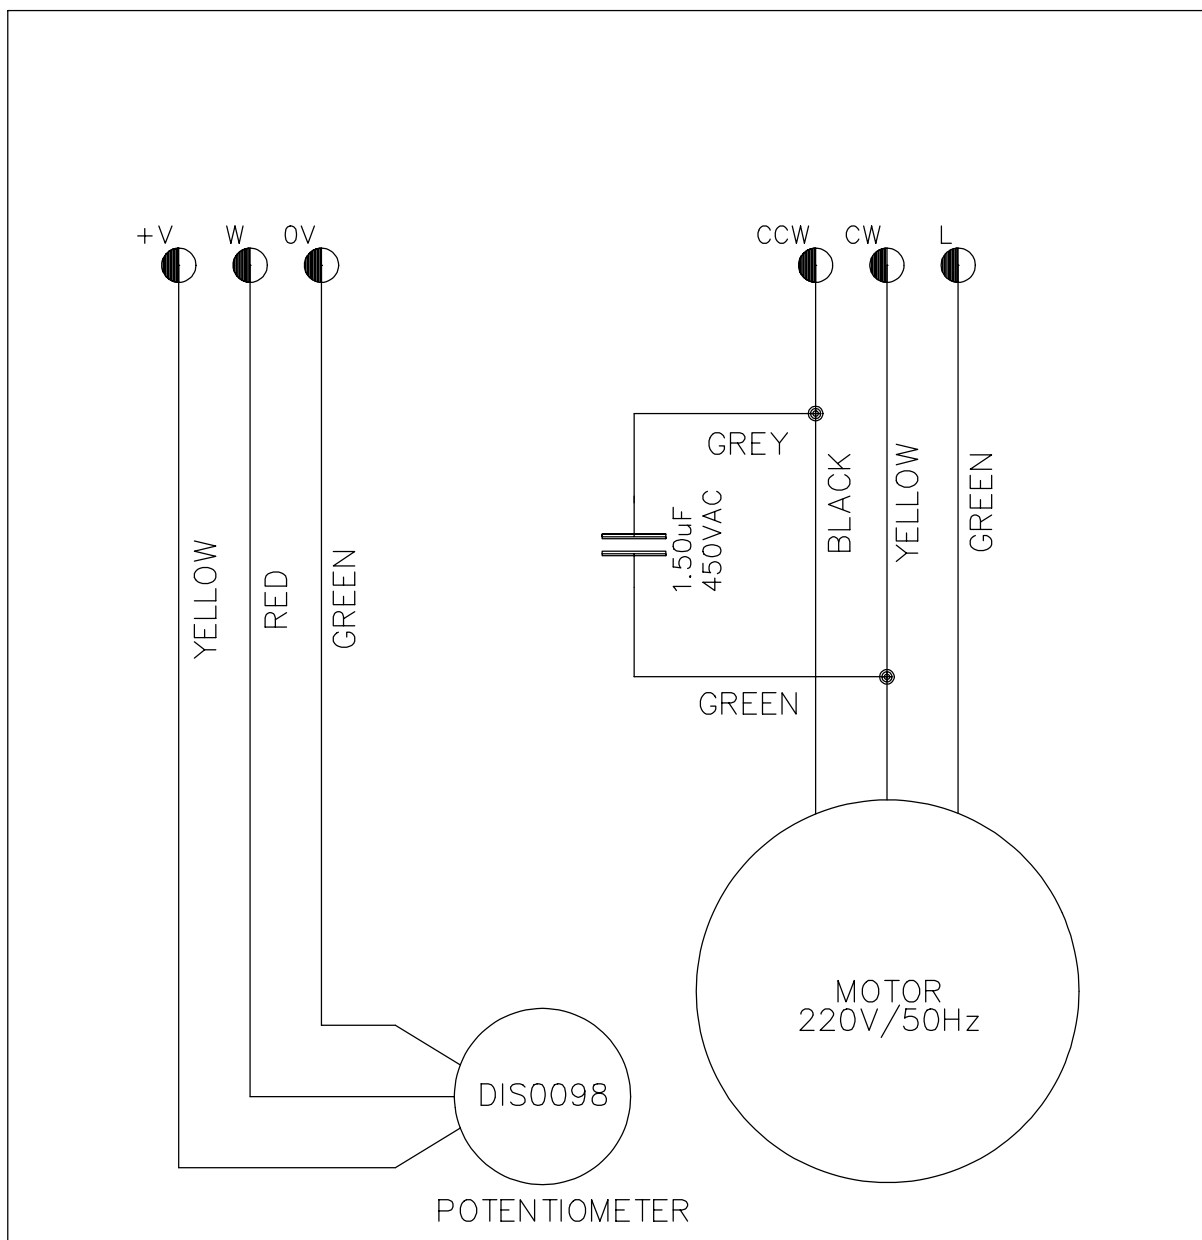 +V W 0V CCW CW L
GREY
BLACK
YELLOW
GREEN
1.50uF
450VAC
YELLOW
RED
GREEN
GREEN
MOTOR
220V/50Hz
DIS0098
POTENTIOMETER